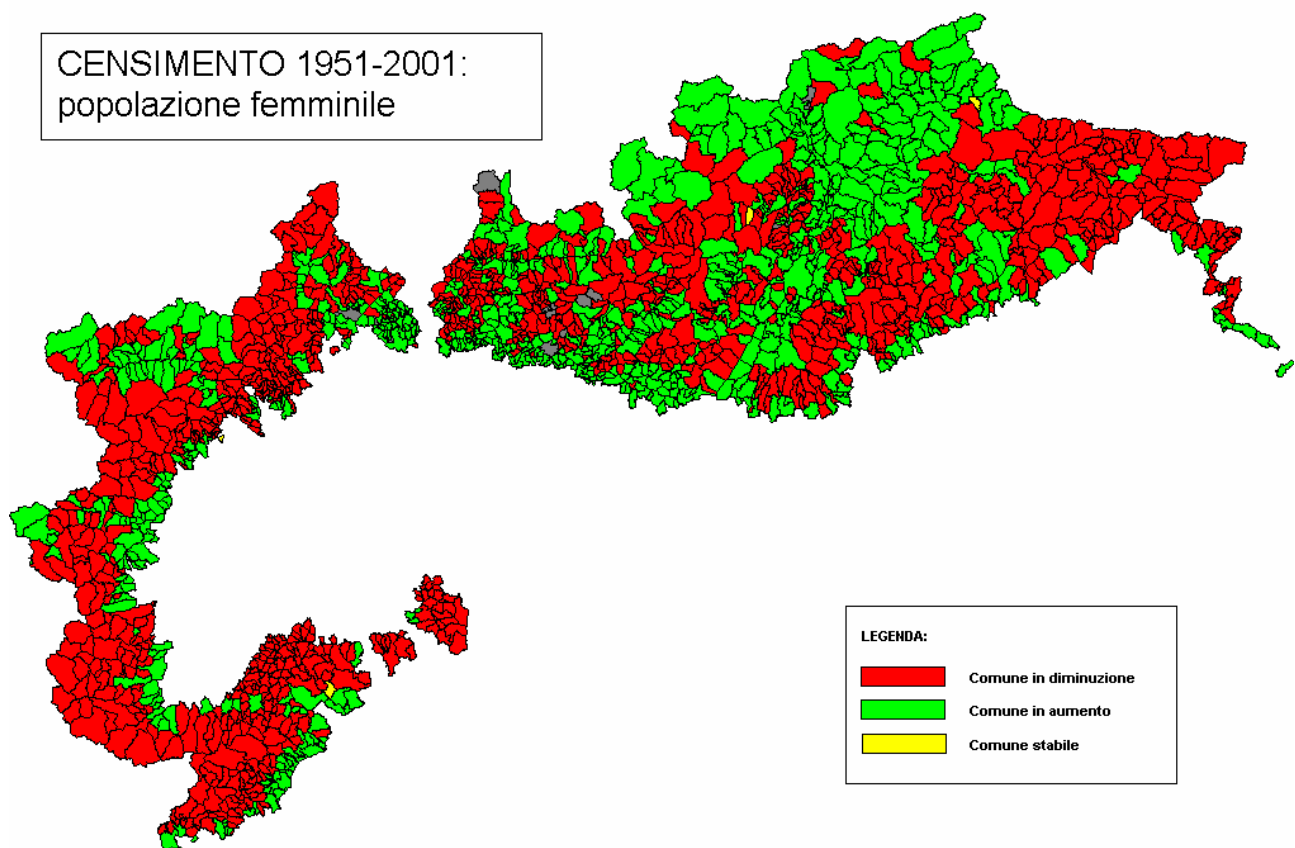 CENSIMENTO 1951-2001:
popolazione femminile
LEGENDA:
Comune in diminuzione
Comune in aumento
Comune stabile